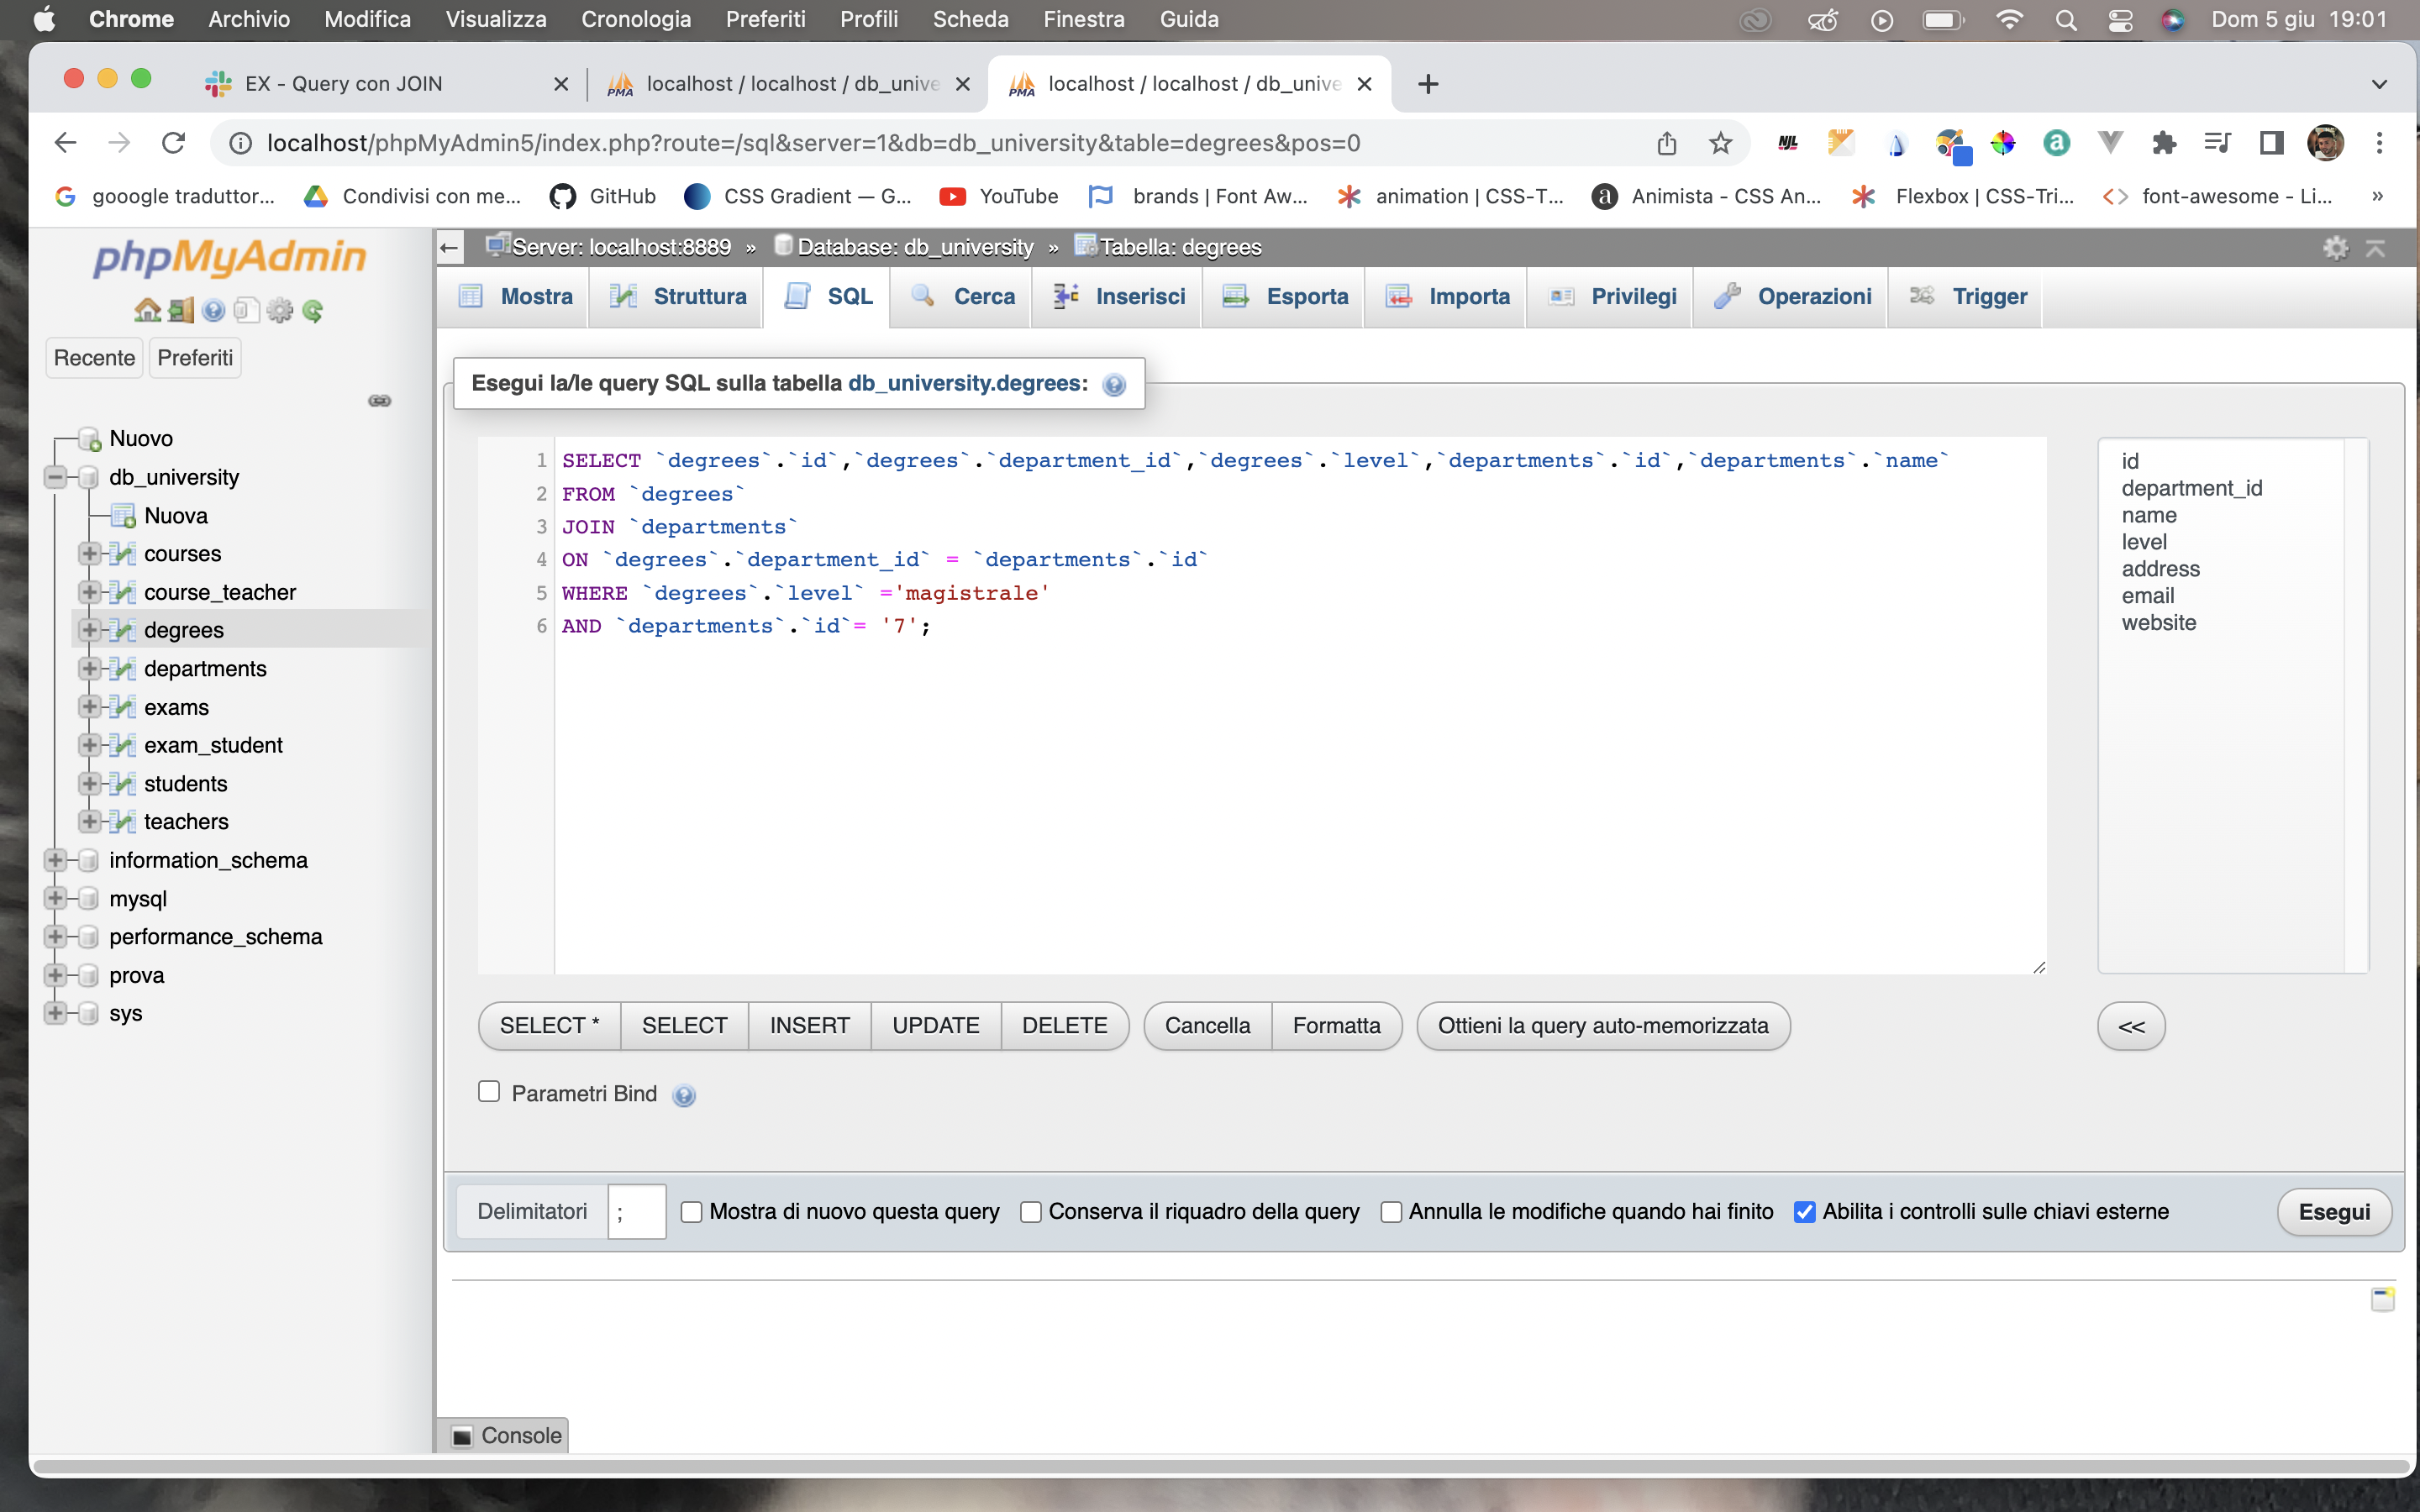 Chrome Archivio Modifica Visualizza Cronologia Preferiti Profili Scheda Finestra Guida Dom 5 giu 19:01
EX - Query con JOIN
PMA localhost / localhost / db_unive
PMA localhost / localhost / db_unive
localhost/phpMyAdmin5/index.php?route=/sql&server=1&db=db_university&table=degrees&pos=0
NJL
gooogle traduttor... Condivisi con me... GitHub CSS Gradient — G... YouTube brands | Font Aw... animation | CSS-T... Animista - CSS An... Flexbox | CSS-Tri... font-awesome - Li... »
phpMyAdmin
Recente Preferiti
Nuovo
db_university
Nuova
courses
course_teacher
degrees
departments
exams
exam_student
students
teachers
information_schema
mysql
performance_schema
prova
sys
Server: localhost:8889 » Database: db_university » Tabella: degrees
Mostra Struttura SQL Cerca Inserisci Esporta Importa Privilegi Operazioni Trigger
Esegui la/le query SQL sulla tabella db_university.degrees:
1 SELECT `degrees`.`id`,`degrees`.`department_id`,`degrees`.`level`,`departments`.`id`,`departments`.`name`
2 FROM `degrees`
3 JOIN `departments`
4 ON `degrees`.`department_id` = `departments`.`id`
5 WHERE `degrees`.`level` ='magistrale'
6 AND `departments`.`id`= '7';
id
department_id
name
level
address
email
website
SELECT * SELECT INSERT UPDATE DELETE Cancella Formatta Ottieni la query auto-memorizzata <<
Parametri Bind
Delimitatori ; Mostra di nuovo questa query Conserva il riquadro della query Annulla le modifiche quando hai finito Abilita i controlli sulle chiavi esterne Esegui
Console